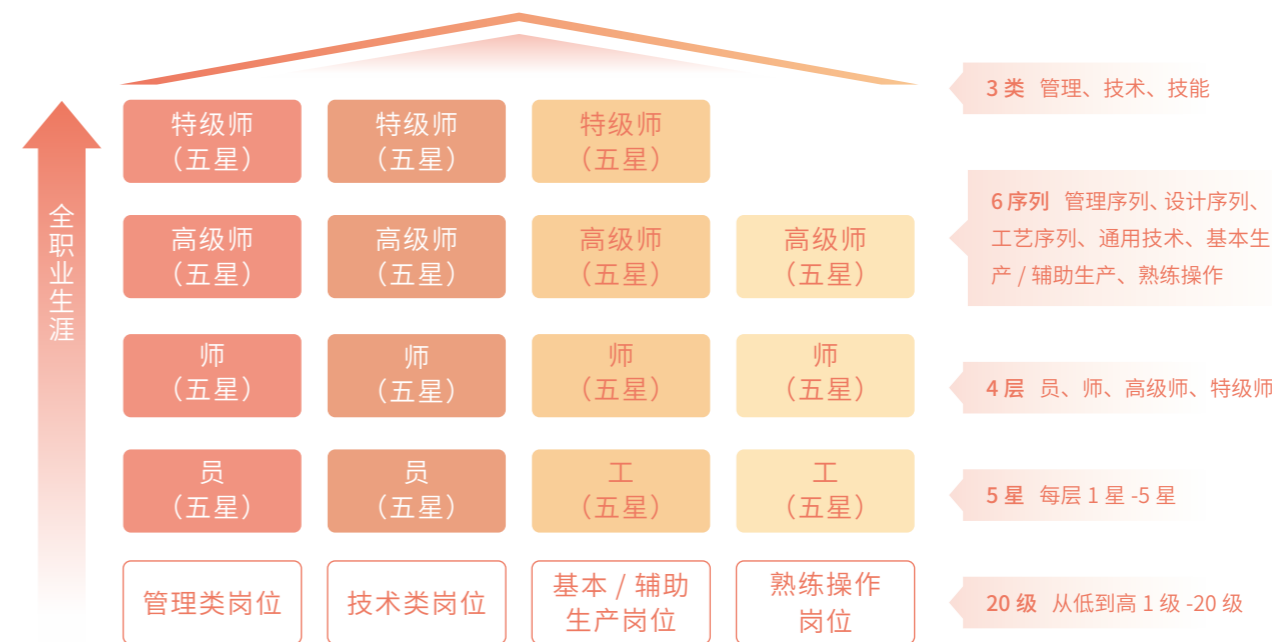 全职业生涯
特级师
（五星）
特级师
（五星）
特级师
（五星）
高级师
（五星）
高级师
（五星）
高级师
（五星）
高级师
（五星）
师
（五星）
师
（五星）
师
（五星）
师
（五星）
员
（五星）
员
（五星）
工
（五星）
工
（五星）
管理类岗位
技术类岗位
基本 / 辅助
生产岗位
熟练操作
岗位
3 类 管理、技术、技能
6 序列 管理序列、设计序列、
工艺序列、通用技术、基本生
产 / 辅助生产、熟练操作
4 层 员、师、高级师、特级师
5 星 每层 1 星 -5 星
20 级 从低到高 1 级 -20 级